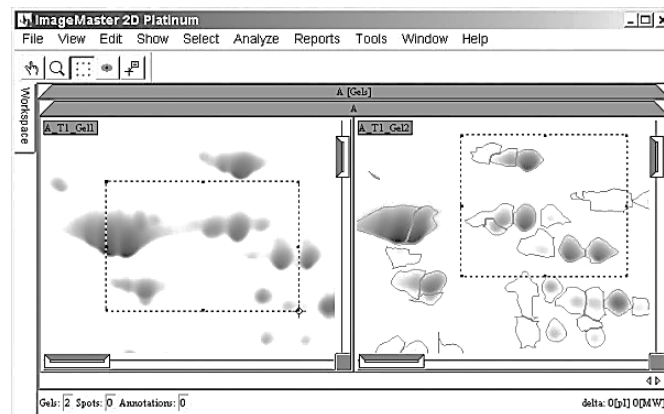 ImageMaster 2D Platinum
File View Edit Show Select Analyze Reports Tools Window Help
Workspace
A [Gels]
A
A_T1_Gel1
A_T1_Gel2
Gels: 2 Spots: 0 Annotations: 0
delta: 0[pI] 0[MW]